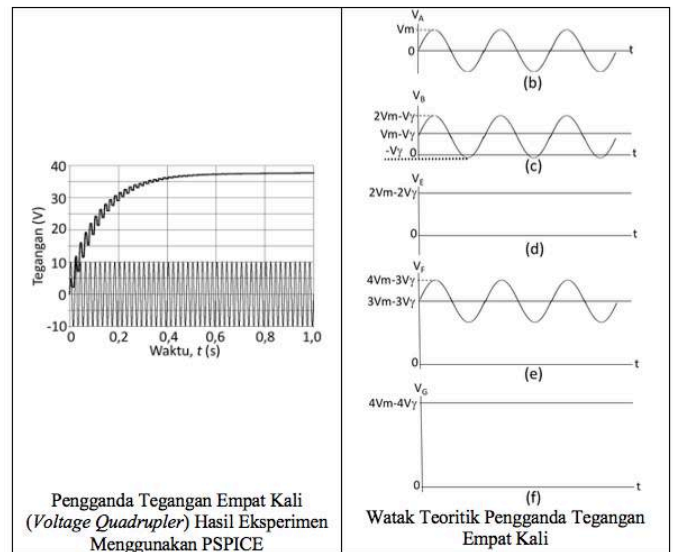 40
30
20
10
0
-10
Tegangan (V)
0 0,2 0,4 0,6 0,8 1,0
Waktu, t (s)
Pengganda Tegangan Empat Kali
(Voltage Quadrupler) Hasil Eksperimen
Menggunakan PSPICE
VA
Vm
0
t
(b)
VB
2Vm-Vγ
Vm-Vγ
-Vγ 0
t
(c)
VE
2Vm-2Vγ
0
t
(d)
VF
4Vm-3Vγ
3Vm-3Vγ
0
t
(e)
VG
4Vm-4Vγ
0
t
(f)
Watak Teoritik Pengganda Tegangan
Empat Kali